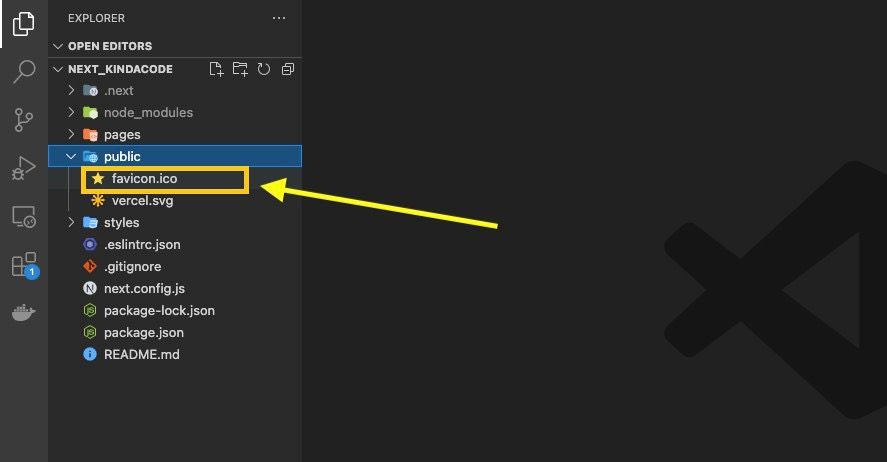 EXPLORER
OPEN EDITORS
NEXT_KINDACODE
.next
node_modules
pages
public
favicon.ico
vercel.svg
styles
.eslintrc.json
.gitignore
N next.config.js
package-lock.json
package.json
README.md
1